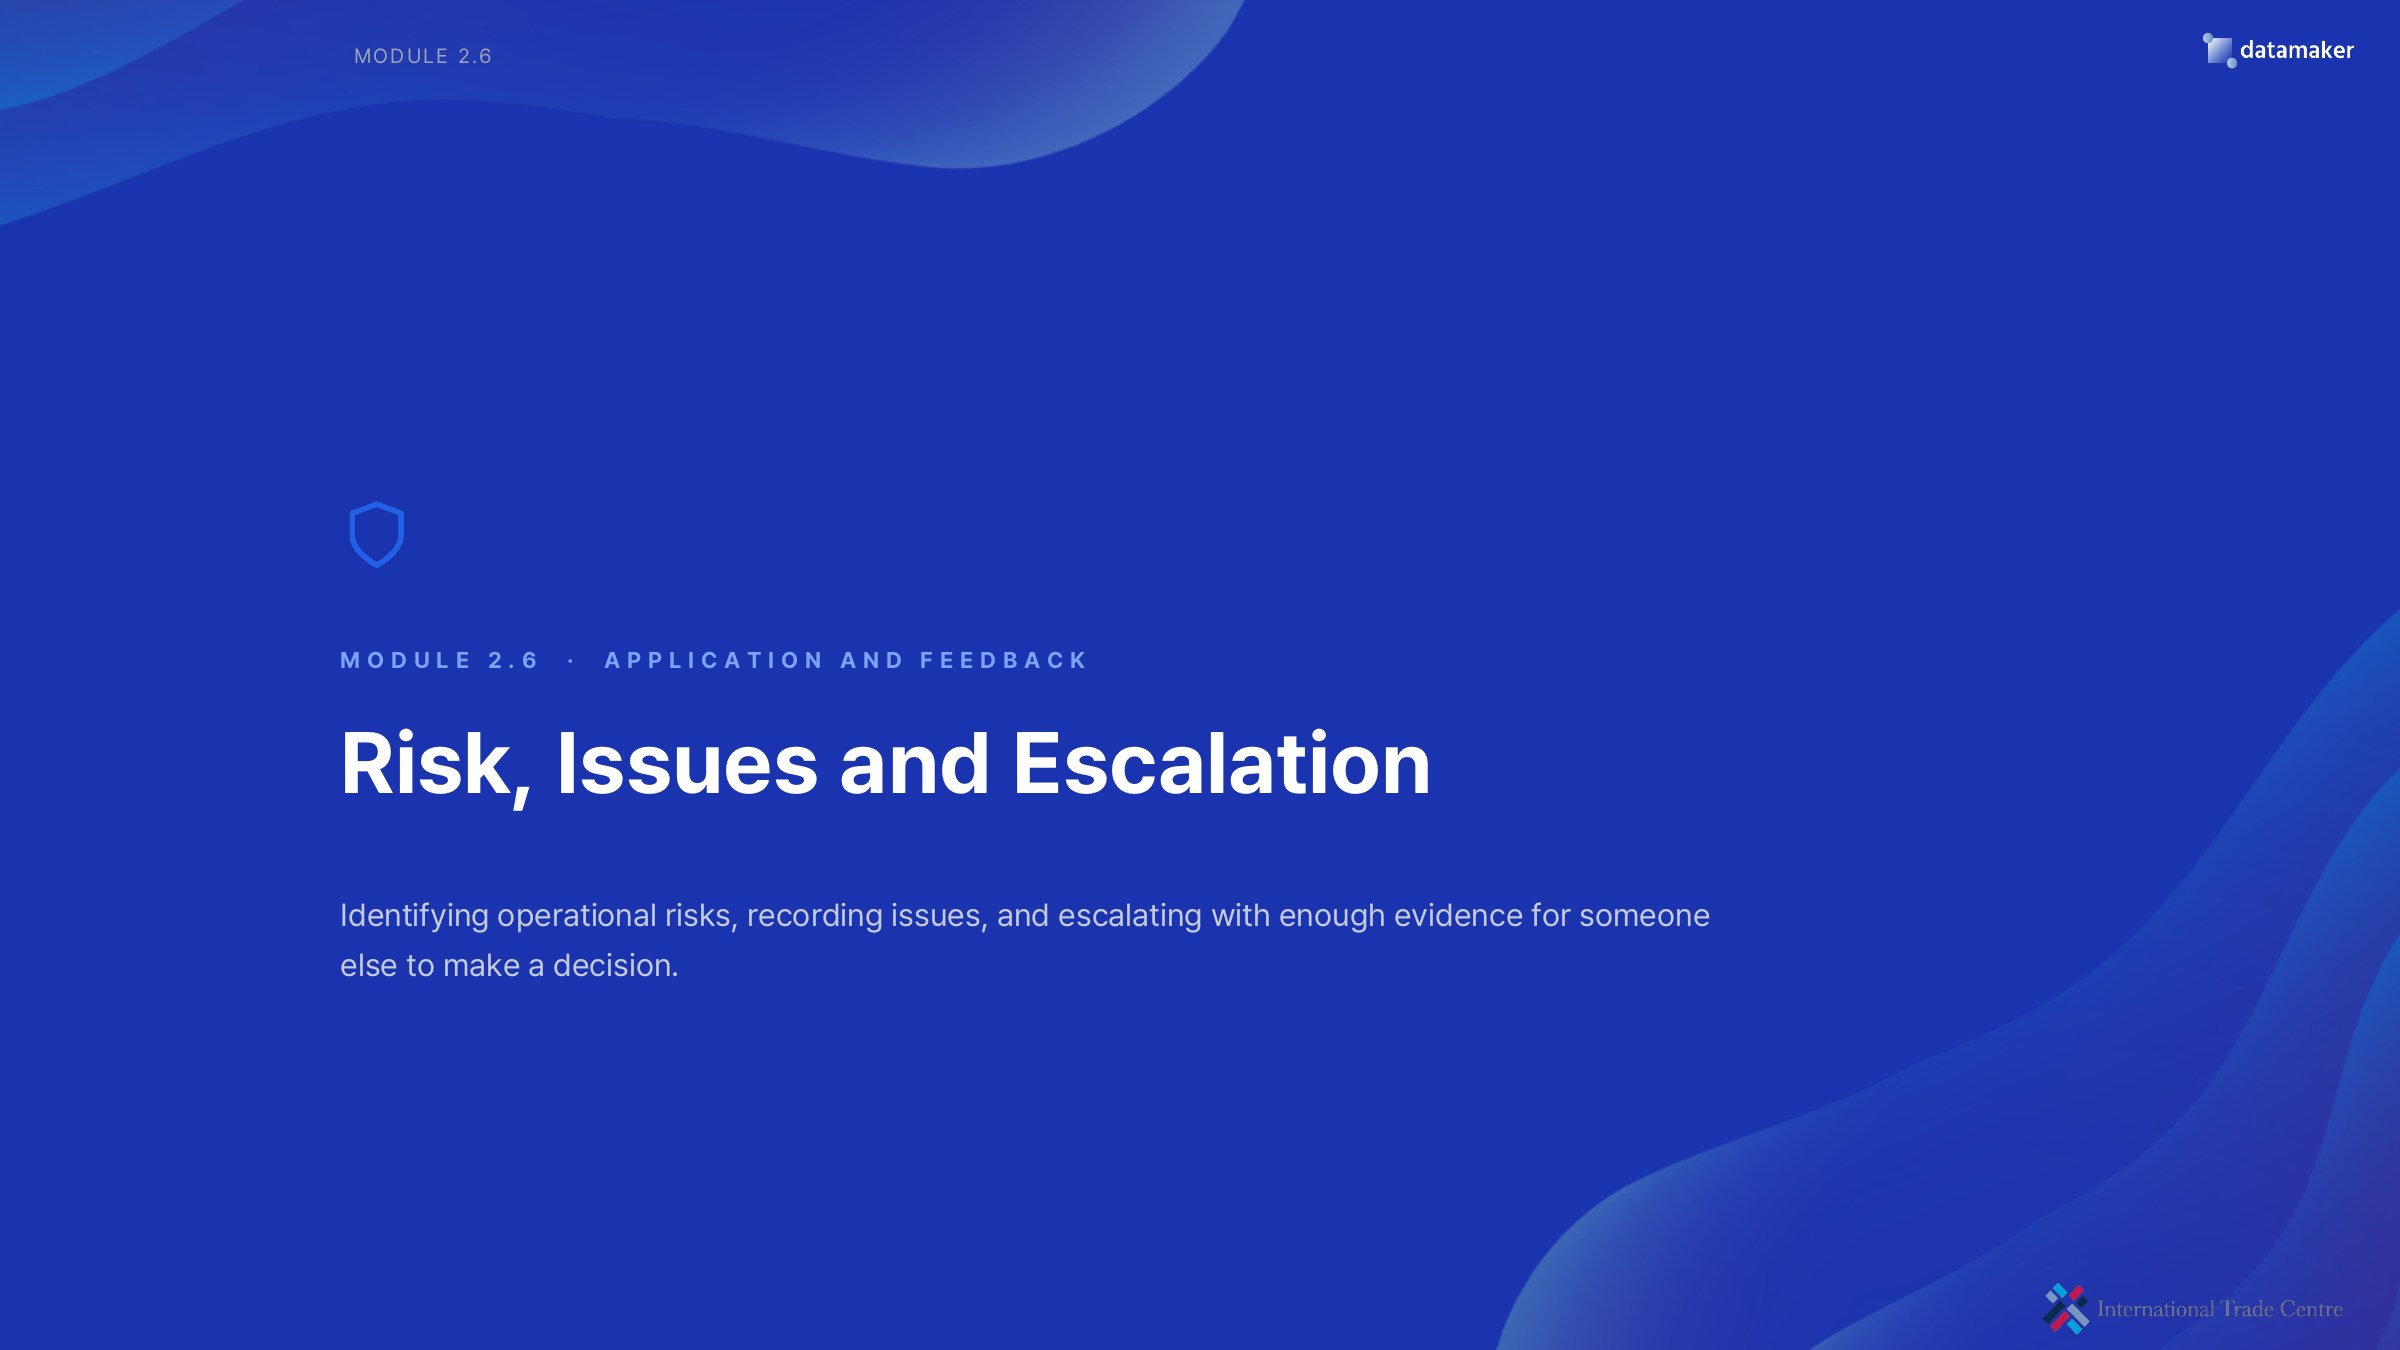 MODULE 2.6
datamaker
MODULE 2.6 · APPLICATION AND FEEDBACK
Risk, Issues and Escalation
Identifying operational risks, recording issues, and escalating with enough evidence for someone
else to make a decision.
International Trade Centre